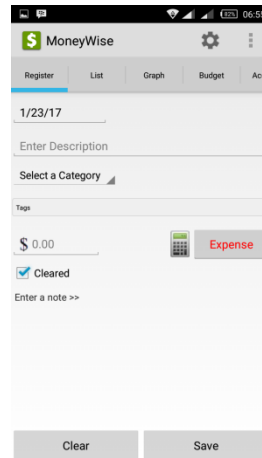 82% 06:55
$ MoneyWise
Register List Graph Budget Ac
1/23/17
Enter Description
Select a Category
Tags
$ 0.00 Expense
Cleared
Enter a note >>
Clear Save